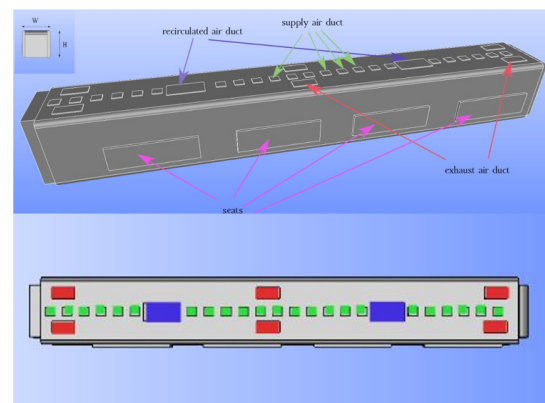 W
H
supply air duct
recirculated air duct
exhaust air duct
seats